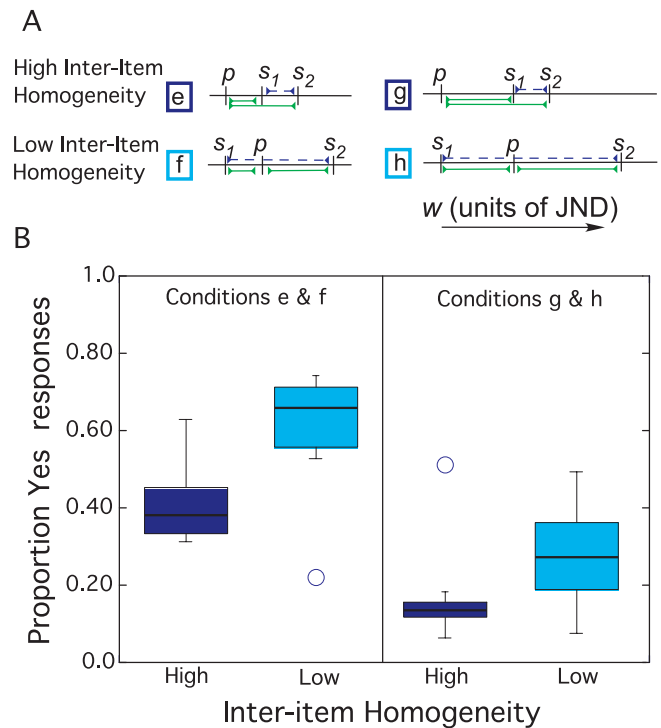 A
High Inter-Item
Homogeneity
e
p s1 s2
g
p s1 s2
Low Inter-Item
Homogeneity
f
s1 p s2
h
s1 p s2
w (units of JND)
B
Proportion Yes responses
1.0
0.80
0.60
0.40
0.20
0.0
Conditions e & f
Conditions g & h
High
Low
High
Low
Inter-item Homogeneity